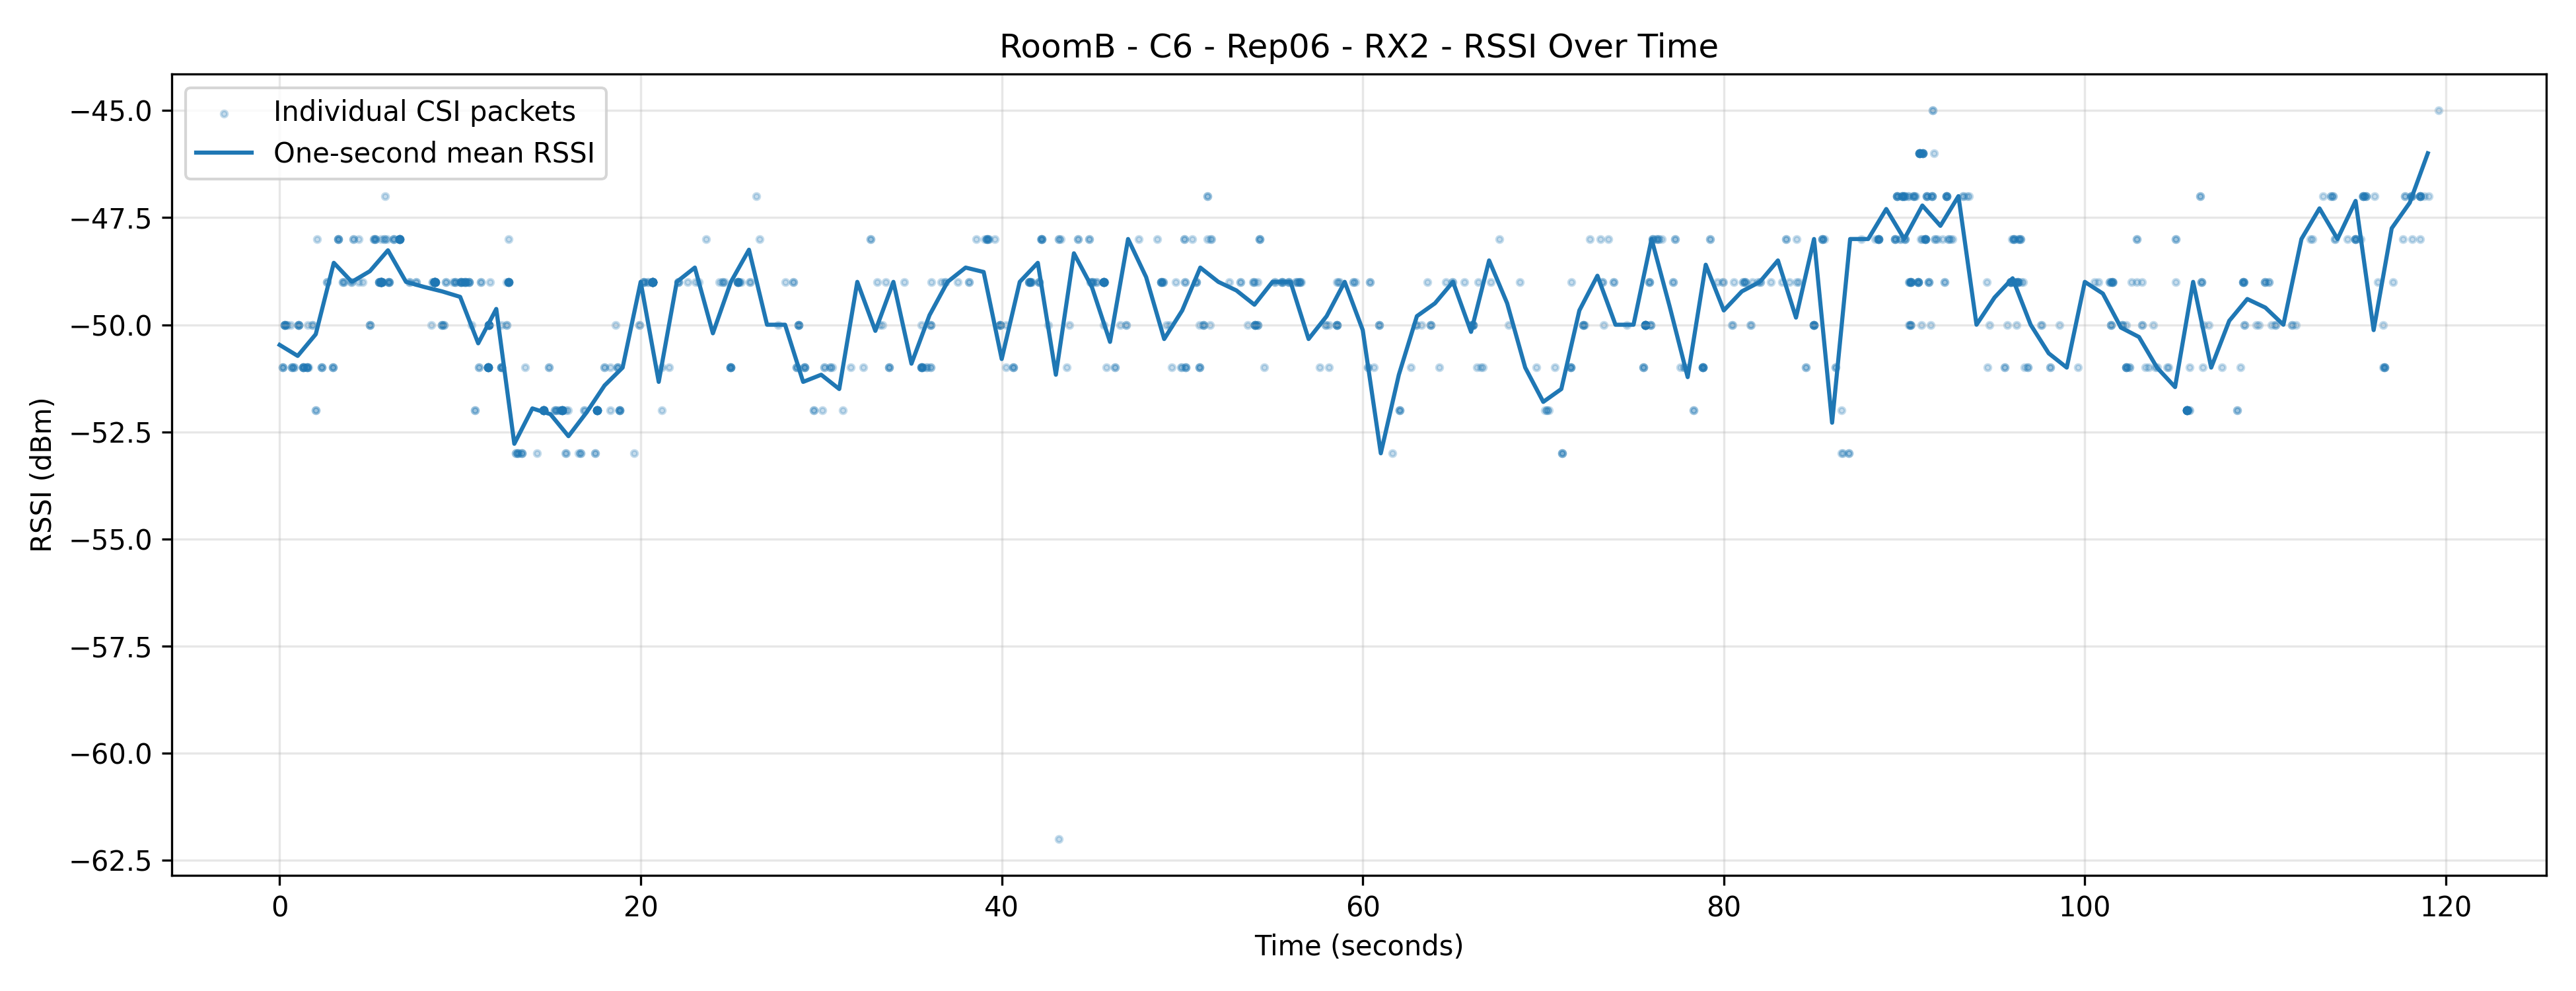 RoomB - C6 - Rep06 - RX2 - RSSI Over Time
Individual CSI packets
One-second mean RSSI
RSSI (dBm)
−45.0
−47.5
−50.0
−52.5
−55.0
−57.5
−60.0
−62.5
0 20 40 60 80 100 120
Time (seconds)